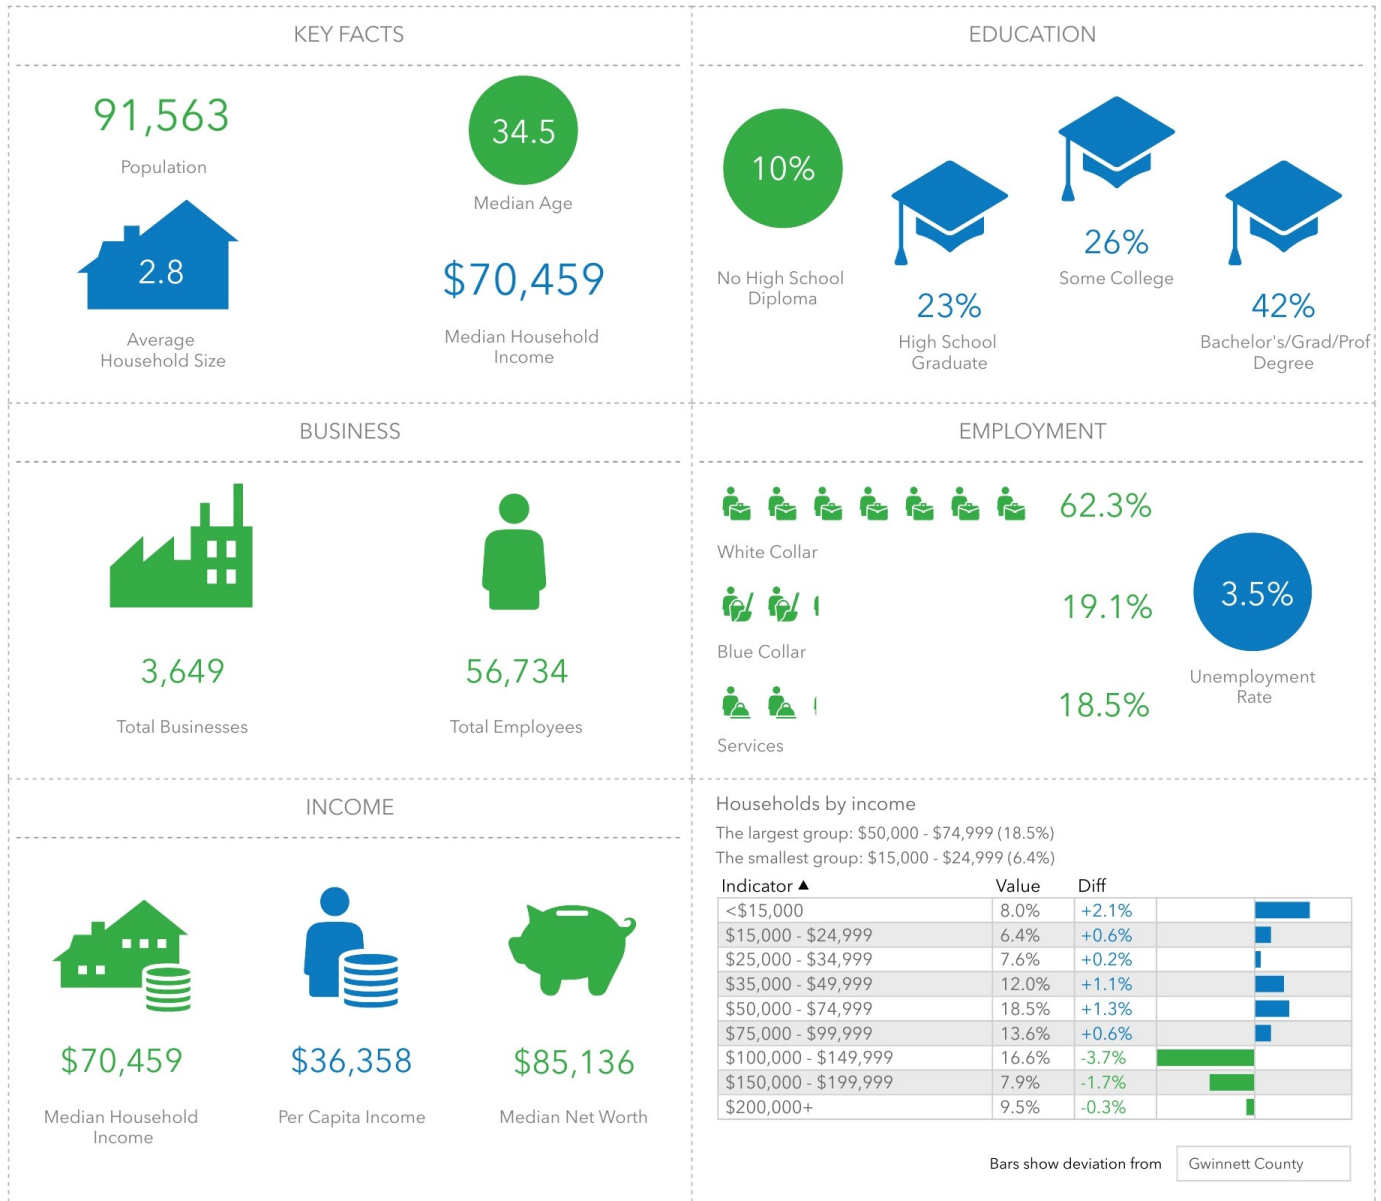 KEY FACTS
91,563
Population
34.5
Median Age
2.8
Average
Household Size
$70,459
Median Household
Income
EDUCATION
10%
No High School
Diploma
23%
High School
Graduate
26%
Some College
42%
Bachelor's/Grad/Prof
Degree
BUSINESS
3,649
Total Businesses
56,734
Total Employees
EMPLOYMENT
62.3%
White Collar
19.1%
Blue Collar
18.5%
Services
3.5%
Unemployment
Rate
INCOME
$70,459
Median Household
Income
$36,358
Per Capita Income
$85,136
Median Net Worth
Households by income
The largest group: $50,000 - $74,999 (18.5%)
The smallest group: $15,000 - $24,999 (6.4%)
Indicator ▲ Value Diff
<$15,000 8.0% +2.1%
$15,000 - $24,999 6.4% +0.6%
$25,000 - $34,999 7.6% +0.2%
$35,000 - $49,999 12.0% +1.1%
$50,000 - $74,999 18.5% +1.3%
$75,000 - $99,999 13.6% +0.6%
$100,000 - $149,999 16.6% -3.7%
$150,000 - $199,999 7.9% -1.7%
$200,000+ 9.5% -0.3%
Bars show deviation from Gwinnett County